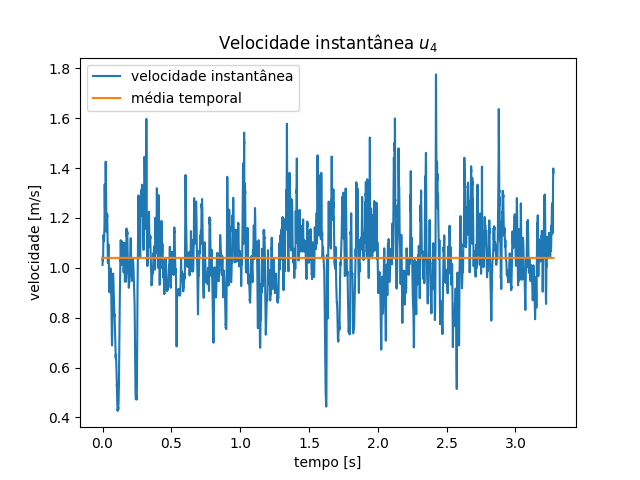 Velocidade instantânea u₄
velocidade instantânea
média temporal
velocidade [m/s]
1.8
1.6
1.4
1.2
1.0
0.8
0.6
0.4
0.0 0.5 1.0 1.5 2.0 2.5 3.0
tempo [s]